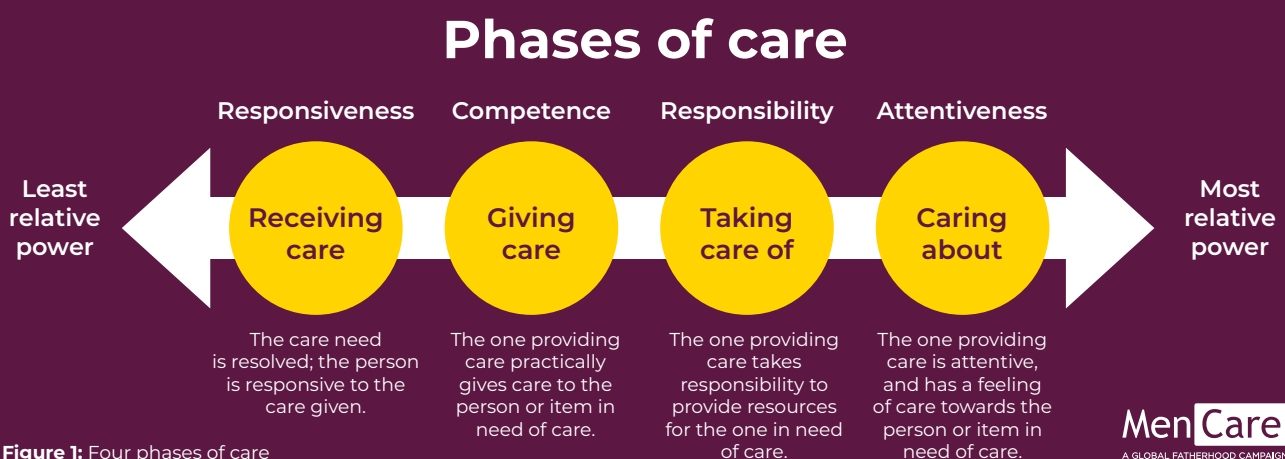 Phases of care
Responsiveness
Competence
Responsibility
Attentiveness
Least
relative
power
Receiving
care
Giving
care
Taking
care of
Caring
about
Most
relative
power
The care need
is resolved; the person
is responsive to the
care given.
The one providing
care practically
gives care to the
person or item in
need of care.
The one providing
care takes
responsibility to
provide resources
for the one in need
of care.
The one providing
care is attentive,
and has a feeling
of care towards the
person or item in
need of care.
Figure 1: Four phases of care
MenCare
A GLOBAL FATHERHOOD CAMPAIGN